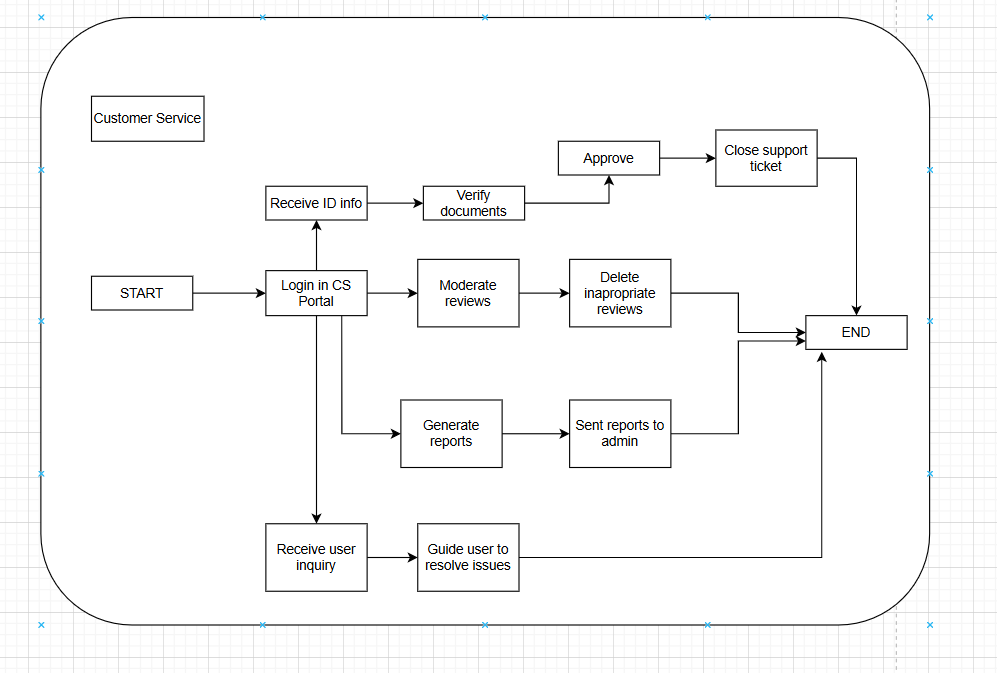 Customer Service
Approve
Close support
ticket
Receive ID info
Verify
documents
START
Login in CS
Portal
Moderate
reviews
Delete
inapropriate
reviews
END
Generate
reports
Sent reports to
admin
Receive user
inquiry
Guide user to
resolve issues